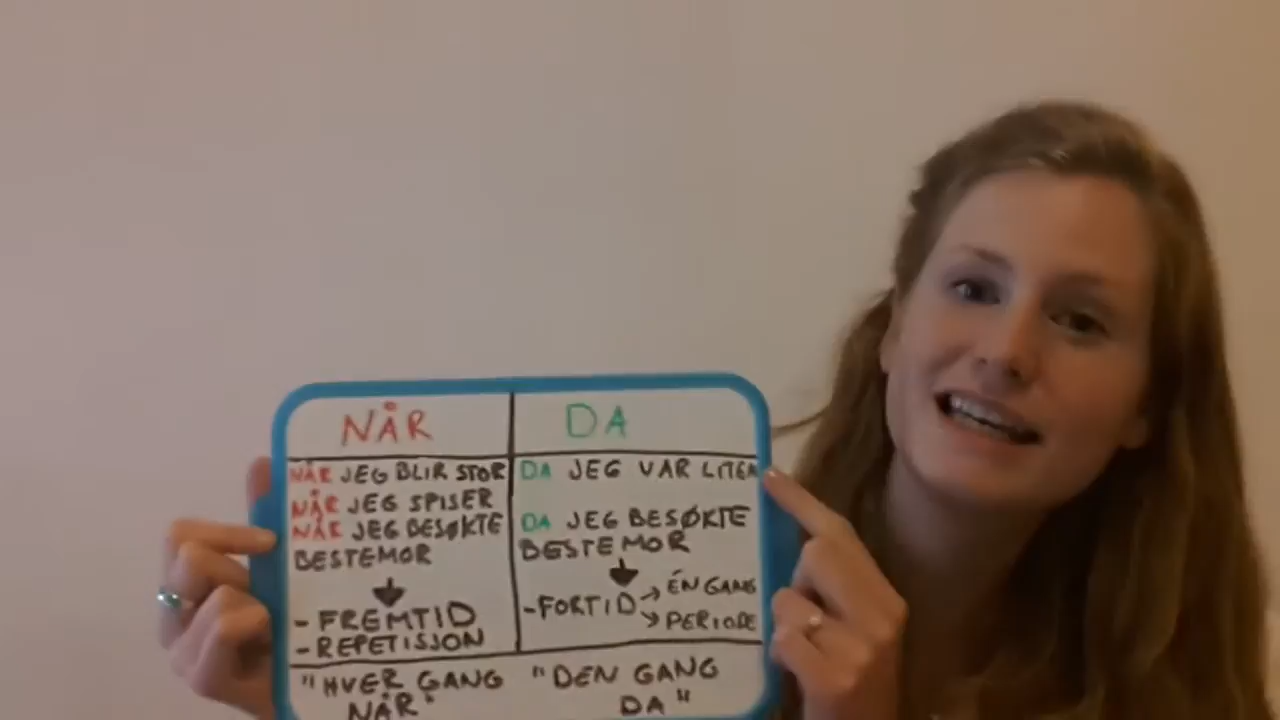 NÅR
NÅR JEG BLIR STOR
NÅR JEG SPISER
NÅR JEG BESØKTE
BESTEMOR
- FREMTID
- REPETISJON
"HVER GANG
NÅR"
DA
DA JEG VAR LITEN
DA JEG BESØKTE
BESTEMOR
-FORTID → ÉN GANG
↘ PERIODE
"DEN GANG
DA"